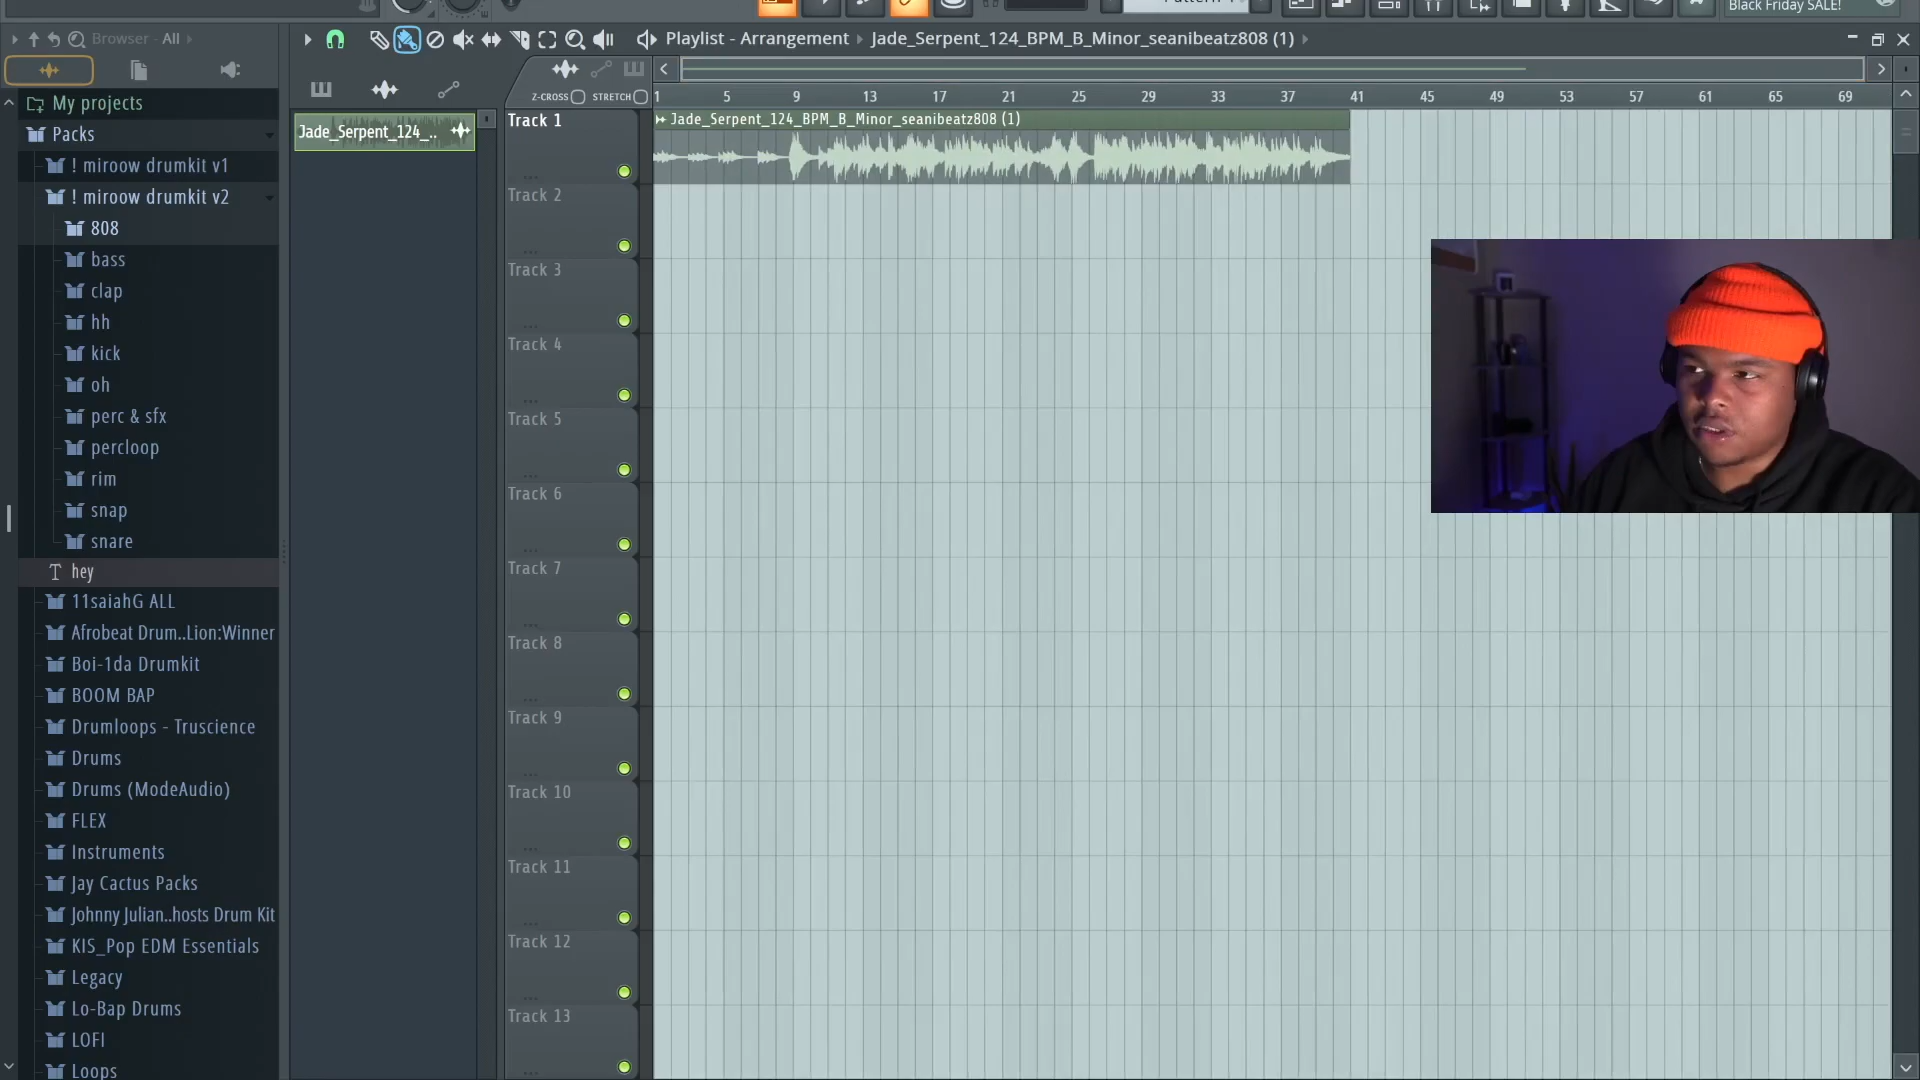 Black Friday SALE!
Browser - All
Playlist - Arrangement › Jade_Serpent_124_BPM_B_Minor_seanibeatz808 (1)
Z-CROSS STRETCH
1 5 9 13 17 21 25 29 33 37 41 45 49 53 57 61 65 69
My projects
Packs
! miroow drumkit v1
! miroow drumkit v2
808
bass
clap
hh
kick
oh
perc & sfx
percloop
rim
snap
snare
hey
11saiahG ALL
Afrobeat Drum..Lion:Winner
Boi-1da Drumkit
BOOM BAP
Drumloops - Truscience
Drums
Drums (ModeAudio)
FLEX
Instruments
Jay Cactus Packs
Johnny Julian..hosts Drum Kit
KIS_Pop EDM Essentials
Legacy
Lo-Bap Drums
LOFI
Loops
Jade_Serpent_124_..
Track 1
Jade_Serpent_124_BPM_B_Minor_seanibeatz808 (1)
Track 2
Track 3
Track 4
Track 5
Track 6
Track 7
Track 8
Track 9
Track 10
Track 11
Track 12
Track 13